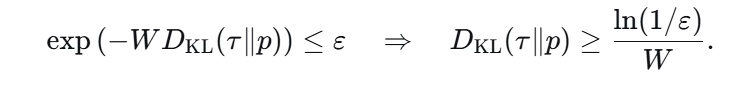 exp (−W D_KL(τ∥p)) ≤ ε ⇒ D_KL(τ∥p) ≥ ln(1/ε) / W.